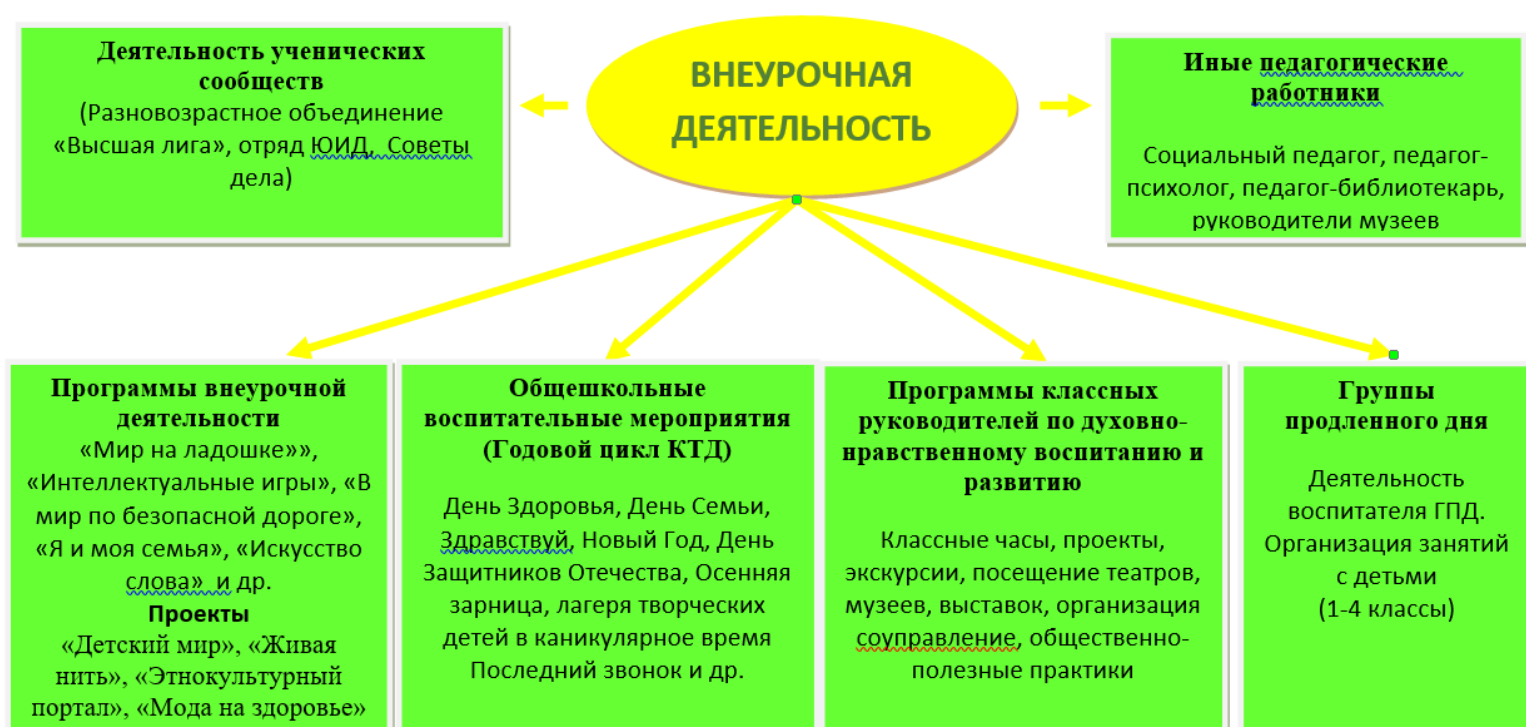 Деятельность ученических
сообществ
(Разновозрастное объединение
«Высшая лига», отряд ЮИД,  Советы
дела)
ВНЕУРОЧНАЯ
ДЕЯТЕЛЬНОСТЬ
Иные педагогические
работники
Социальный педагог, педагог-
психолог, педагог-библиотекарь,
руководители музеев
Программы внеурочной
деятельности
«Мир на ладошке»»,
«Интеллектуальные игры», «В
мир по безопасной дороге»,
«Я и моя семья», «Искусство
слова»  и др.
Проекты
«Детский мир», «Живая
нить», «Этнокультурный
портал», «Мода на здоровье»
Общешкольные
воспитательные мероприятия
(Годовой цикл КТД)
День Здоровья, День Семьи,
Здравствуй, Новый Год, День
Защитников Отечества, Осенняя
зарница, лагеря творческих
детей в каникулярное время
Последний звонок и др.
Программы классных
руководителей по духовно-
нравственному воспитанию и
развитию
Классные часы, проекты,
экскурсии, посещение театров,
музеев, выставок, организация
соуправление, общественно-
полезные практики
Группы
продленного дня
Деятельность
воспитателя ГПД.
Организация занятий
с детьми
(1-4 классы)